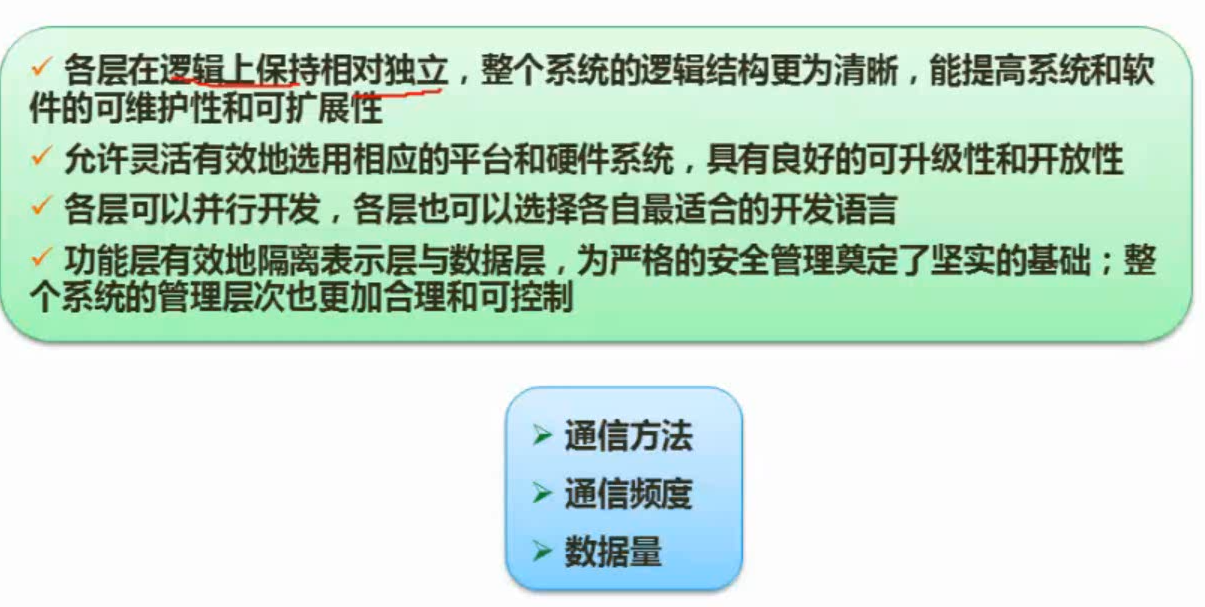 ✓ 各层在逻辑上保持相对独立，整个系统的逻辑结构更为清晰，能提高系统和软
件的可维护性和可扩展性
✓ 允许灵活有效地选用相应的平台和硬件系统，具有良好的可升级性和开放性
✓ 各层可以并行开发，各层也可以选择各自最适合的开发语言
✓ 功能层有效地隔离表示层与数据层，为严格的安全管理奠定了坚实的基础；整
个系统的管理层次也更加合理和可控制
➢ 通信方法
➢ 通信频度
➢ 数据量